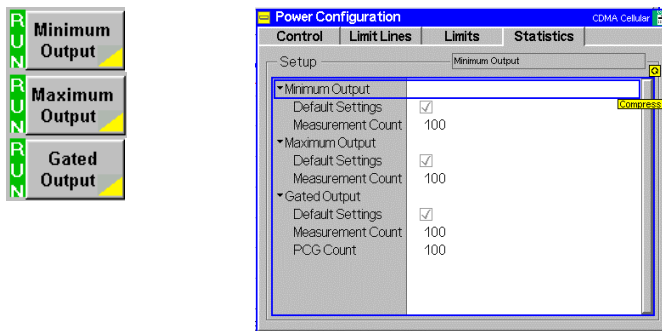 RUN
Minimum
Output
RUN
Maximum
Output
RUN
Gated
Output
Power Configuration
CDMA Cellular
Control Limit Lines Limits Statistics
Setup
Minimum Output
Minimum Output
Compress
Default Settings
Measurement Count 100
Maximum Output
Default Settings
Measurement Count 100
Gated Output
Default Settings
Measurement Count 100
PCG Count 100